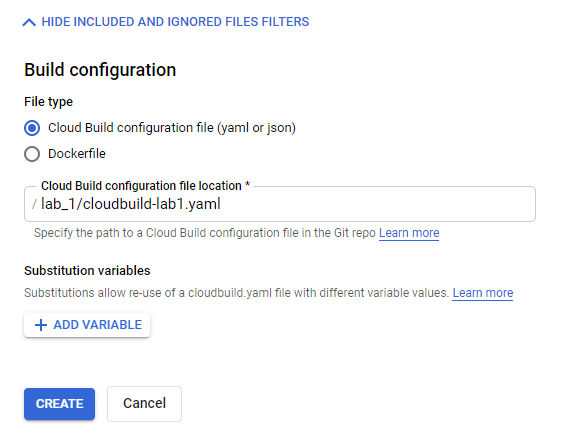 HIDE INCLUDED AND IGNORED FILES FILTERS
Build configuration
File type
Cloud Build configuration file (yaml or json)
Dockerfile
Cloud Build configuration file location *
/ lab_1/cloudbuild-lab1.yaml
Specify the path to a Cloud Build configuration file in the Git repo Learn more
Substitution variables
Substitutions allow re-use of a cloudbuild.yaml file with different variable values. Learn more
+ ADD VARIABLE
CREATE Cancel